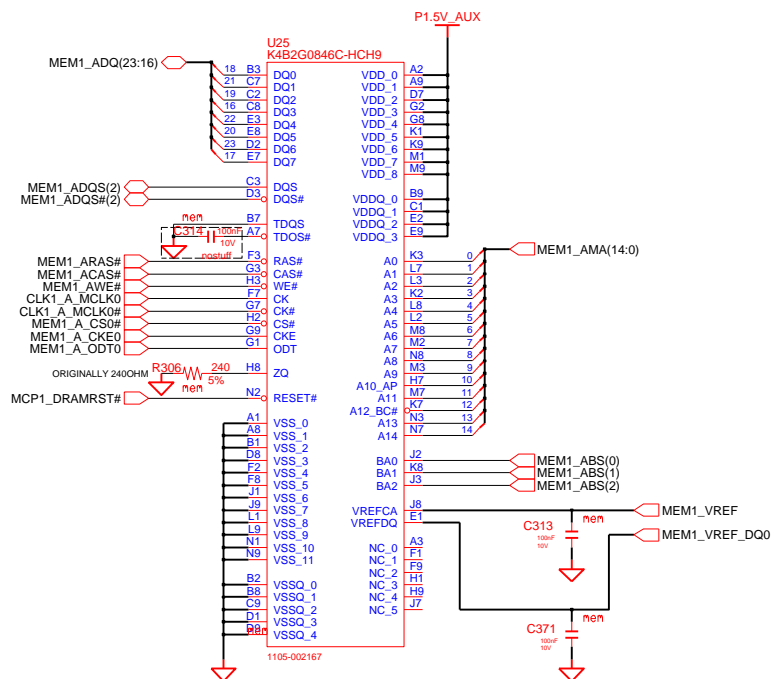 P1.5V_AUX
U25
K4B2G0846C-HCH9
MEM1_ADQ(23:16)
18 B3 DQ0 VDD_0 A2
21 C7 DQ1 VDD_1 A9
19 C2 DQ2 VDD_2 D7
16 C8 DQ3 VDD_3 G2
22 E3 DQ4 VDD_4 G8
20 E8 DQ5 VDD_5 K1
23 D2 DQ6 VDD_6 K9
17 E7 DQ7 VDD_7 M1
VDD_8 M9
MEM1_ADQS(2) C3 DQS VDDQ_0 B9
MEM1_ADQS#(2) D3 DQS# VDDQ_1 C1
mem VDDQ_2 E2
B7 TDQS VDDQ_3 E9
C314 100nF A7 TDOS#
10V
nostuff
MEM1_AMA(14:0)
MEM1_ARAS# F3 RAS# A0 K3 0
MEM1_ACAS# G3 CAS# A1 L7 1
MEM1_AWE# H3 WE# A2 L3 2
CLK1_A_MCLK0 F7 CK A3 K2 3
CLK1_A_MCLK0# G7 CK# A4 L8 4
MEM1_A_CS0# H2 CS# A5 L2 5
MEM1_A_CKE0 G9 CKE A6 M8 6
MEM1_A_ODT0 G1 ODT A7 M2 7
A8 N8 8
R306 240 A9 M3 9
ORIGINALLY 240OHM 5% H8 ZQ A10_AP H7 10
mem A11 M7 11
MCP1_DRAMRST# N2 RESET# A12_BC# K7 12
A13 N3 13
A14 N7 14
A1 VSS_0
A8 VSS_1
B1 VSS_2
D8 VSS_3 BA0 J2 MEM1_ABS(0)
F2 VSS_4 BA1 K8 MEM1_ABS(1)
F8 VSS_5 BA2 J3 MEM1_ABS(2)
J1 VSS_6
J9 VSS_7 VREFCA J8 MEM1_VREF
L1 VSS_8 VREFDQ E1 mem
L9 VSS_9 C313
100nF
10V
MEM1_VREF_DQ0
N1 VSS_10 NC_0 A3
N9 VSS_11 NC_1 F1
NC_2 F9
B2 VSSQ_0 NC_3 H1
B8 VSSQ_1 NC_4 H9
C9 VSSQ_2 NC_5 J7
D1 VSSQ_3
D9 VSSQ_4
mem
mem
C371
100nF
10V
1105-002167